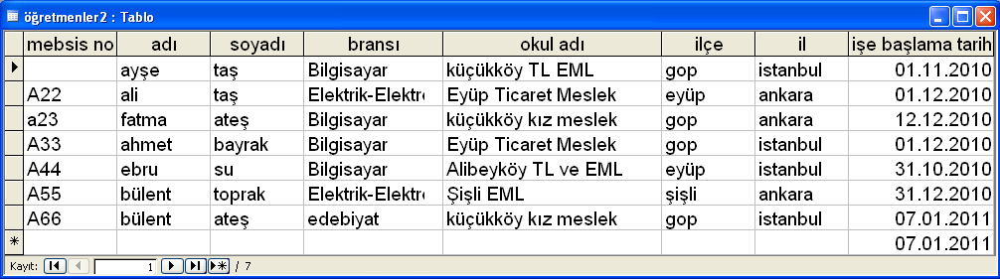 öğretmenler2 : Tablo
mebsis no adı soyadı bransı okul adı ilçe il işe başlama tarih
ayşe taş Bilgisayar küçükköy TL EML gop istanbul 01.11.2010
A22 ali taş Elektrik-Elektro Eyüp Ticaret Meslek eyüp ankara 01.12.2010
a23 fatma ateş Bilgisayar küçükköy kız meslek gop ankara 12.12.2010
A33 ahmet bayrak Bilgisayar Eyüp Ticaret Meslek gop istanbul 01.12.2010
A44 ebru su Bilgisayar Alibeyköy TL ve EML eyüp istanbul 31.10.2010
A55 bülent toprak Elektrik-Elektro Şişli EML şişli ankara 31.12.2010
A66 bülent ateş edebiyat küçükköy kız meslek gop istanbul 07.01.2011
07.01.2011
Kayıt: 1 / 7